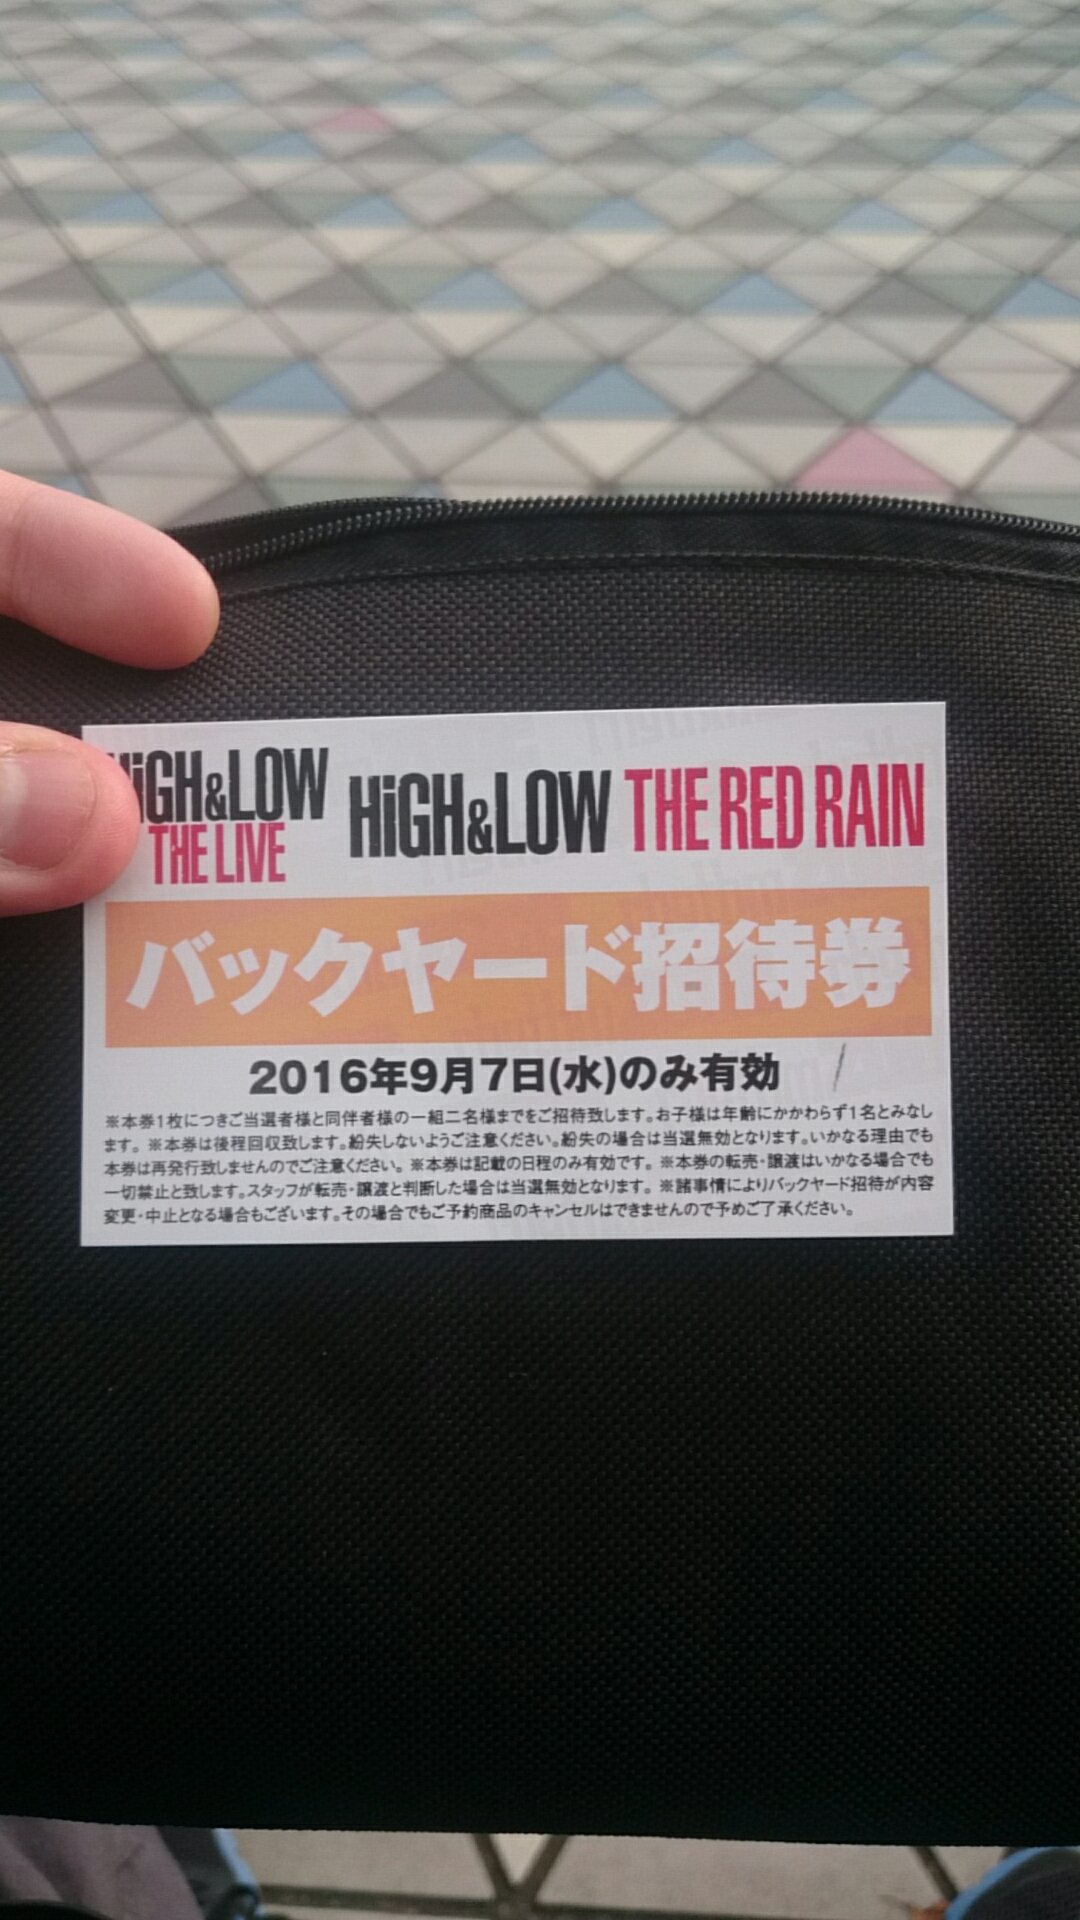 HiGH&LOW
THE LIVE
HiGH&LOW THE RED RAIN
バックヤード招待券
2016年9月7日(水)のみ有効
※本券1枚につきご当選者様と同伴者様の一組二名様までをご招待致します。お子様は年齢にかかわらず1名とみなし
ます。 ※本券は後程回収致します。紛失しないようご注意ください。紛失の場合は当選無効となります。いかなる理由でも
本券は再発行致しませんのでご注意ください。 ※本券は記載の日程のみ有効です。 ※本券の転売・譲渡はいかなる場合でも
一切禁止と致します。スタッフが転売・譲渡と判断した場合は当選無効となります。 ※諸事情によりバックヤード招待が内容
変更・中止となる場合もございます。その場合でもご予約商品のキャンセルはできませんので予めご了承ください。